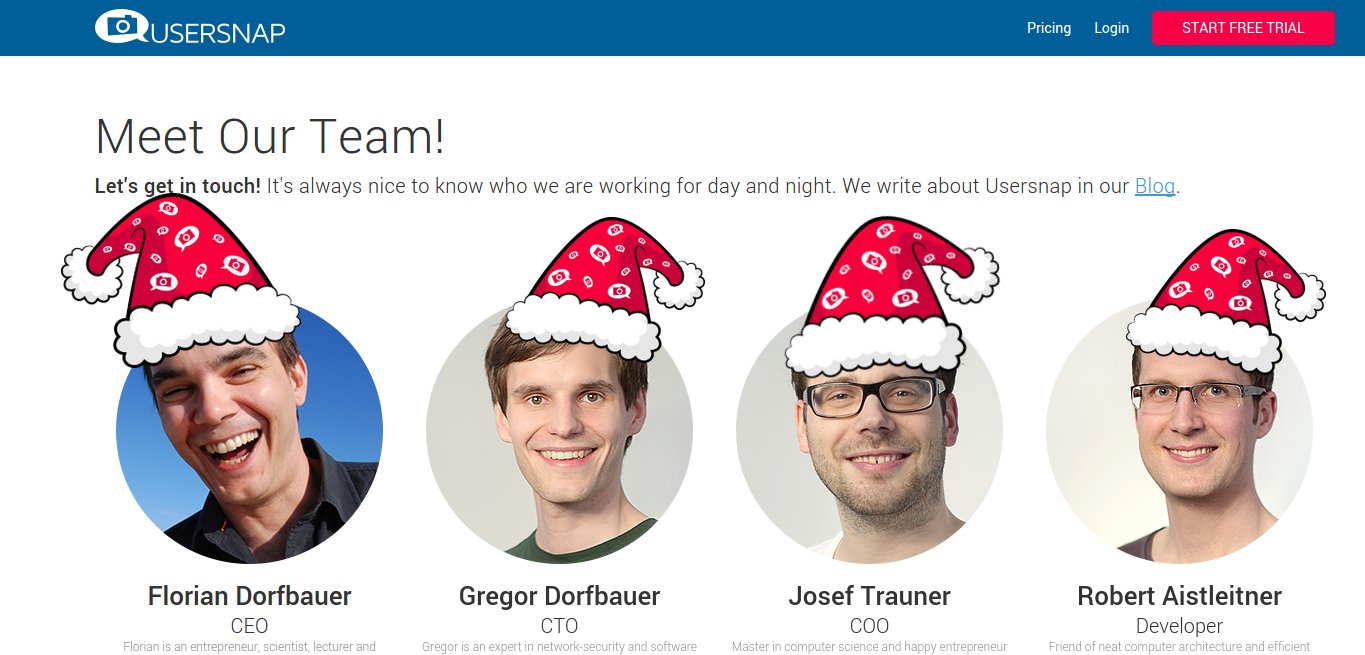 USERSNAP
Pricing Login START FREE TRIAL
Meet Our Team!
Let's get in touch! It's always nice to know who we are working for day and night. We write about Usersnap in our Blog.
Florian Dorfbauer Gregor Dorfbauer Josef Trauner Robert Aistleitner
CEO CTO COO Developer
Florian is an entrepreneur, scientist, lecturer and Gregor is an expert in network-security and software Master in computer science and happy entrepreneur Friend of neat computer architecture and efficient